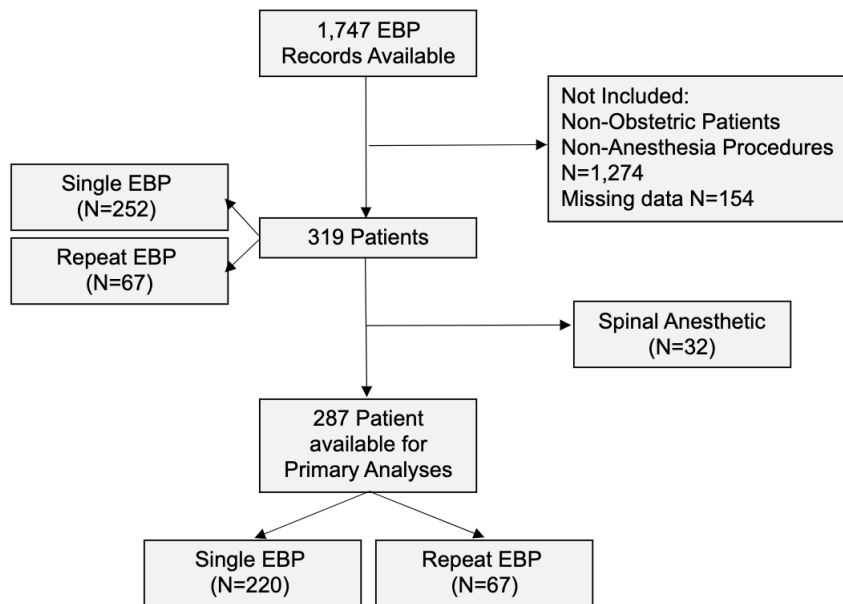 1,747 EBP
Records Available
Not Included:
Non-Obstetric Patients
Non-Anesthesia Procedures
N=1,274
Missing data N=154
Single EBP
(N=252)
319 Patients
Repeat EBP
(N=67)
Spinal Anesthetic
(N=32)
287 Patient
available for
Primary Analyses
Single EBP
(N=220)
Repeat EBP
(N=67)